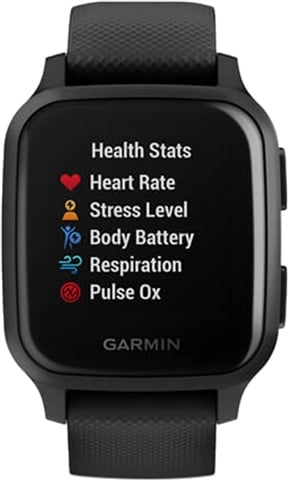 Health Stats
Heart Rate
Stress Level
Body Battery
Respiration
Pulse Ox
GARMIN